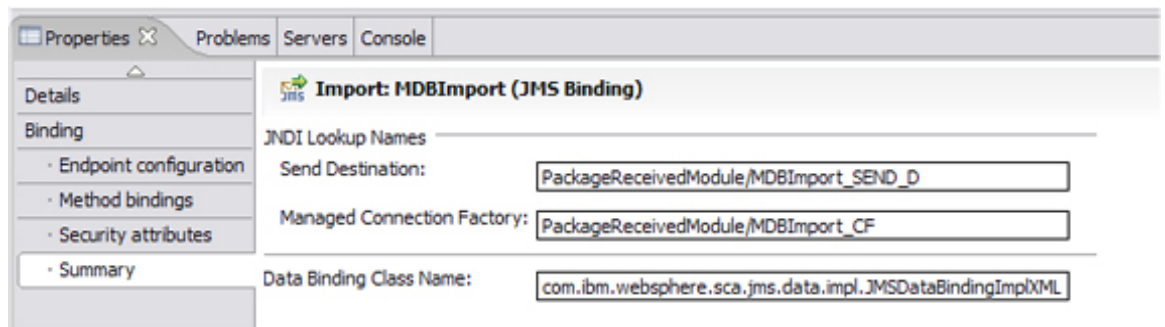 Properties Problems Servers Console
Details
Binding
· Endpoint configuration
· Method bindings
· Security attributes
· Summary
Jms Import: MDBImport (JMS Binding)
JNDI Lookup Names
Send Destination: PackageReceivedModule/MDBImport_SEND_D
Managed Connection Factory: PackageReceivedModule/MDBImport_CF
Data Binding Class Name: com.ibm.websphere.sca.jms.data.impl.JMSDataBindingImplXML